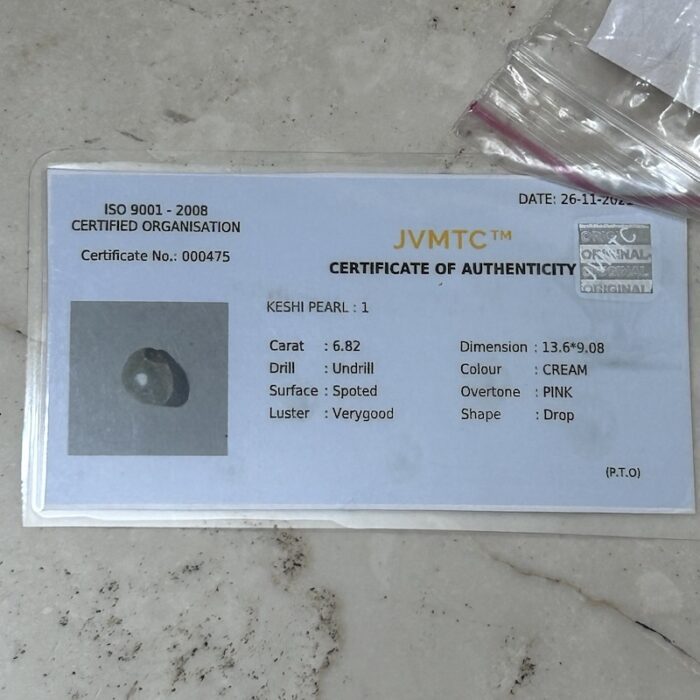 ISO 9001 - 2008
CERTIFIED ORGANISATION
Certificate No.: 000475
DATE: 26-11-202
JVMTC™
CERTIFICATE OF AUTHENTICITY
JVMTC
ORIGINAL
ORIGINAL
KESHI PEARL : 1
Carat : 6.82
Drill : Undrill
Surface : Spoted
Luster : Verygood
Dimension : 13.6*9.08
Colour : CREAM
Overtone : PINK
Shape : Drop
(P.T.O)